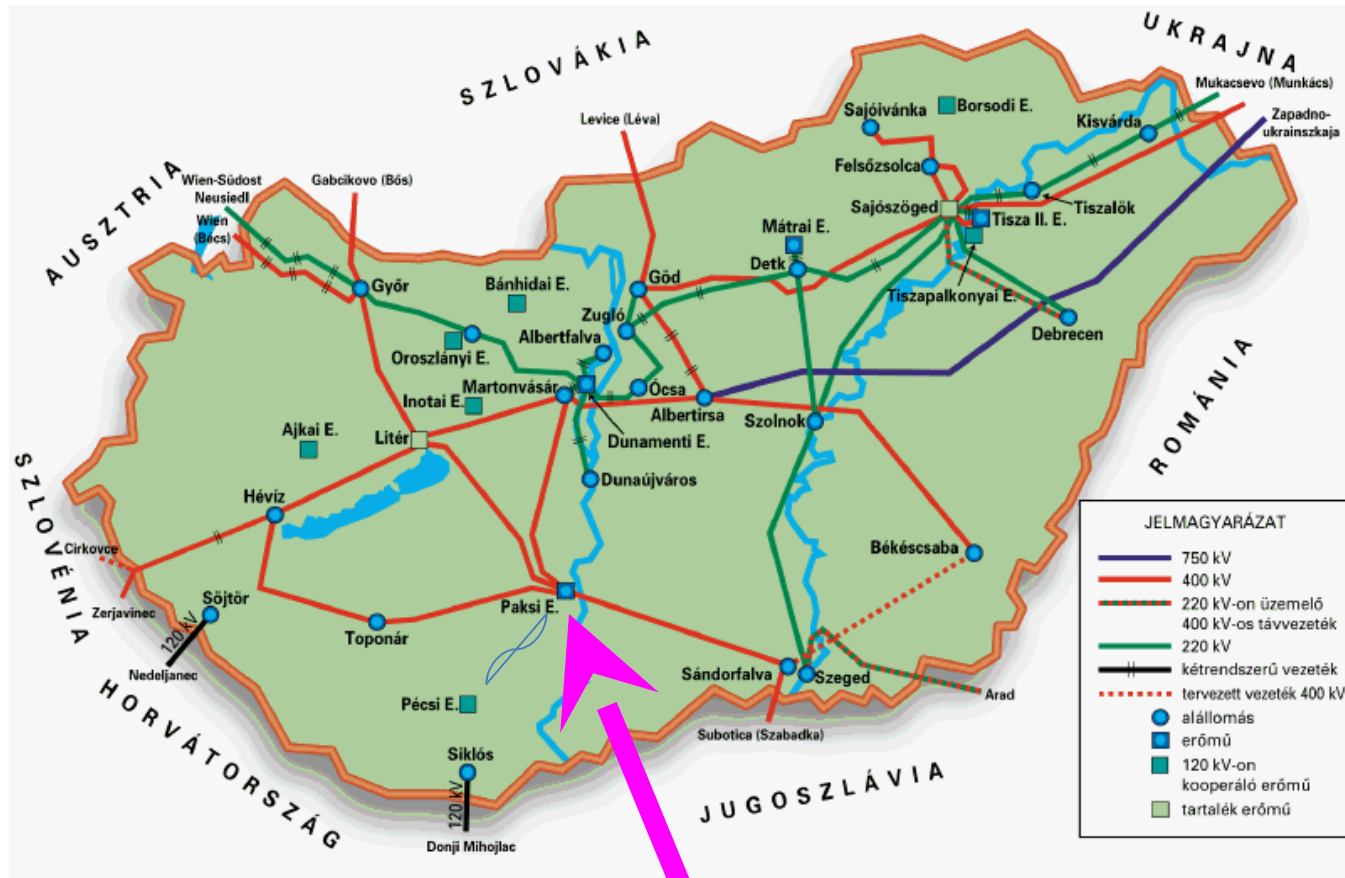 SZLOVÁKIA
UKRAJNA
Mukacsevo (Munkács)
Zapadno-
ukrainszkaja
Sajóivánka
Borsodi E.
Kisvárda
Levice (Léva)
Felsőzsolca
AUSZTRIA
Wien-Südost
Neusiedl
Wien
(Bécs)
Gabcikovo (Bős)
Sajószöged
Tisza II. E.
Tiszalök
Mátrai E.
Detk
Göd
Győr
Bánhidai E.
Zugló
Tiszapalkonyai E.
Debrecen
Albertfalva
Oroszlányi E.
Martonvásár
Ócsa
Albertirsa
Inotai E.
Szolnok
Dunamenti E.
Ajkai E.
Litér
ROMÁNIA
Dunaújváros
Hévíz
SZLOVÉNIA
Cirkovce
Békéscsaba
Zerjavinec
Söjtör
120 kV
Nedeljanec
Paksi E.
Toponár
Sándorfalva
Szeged
Arad
Pécsi E.
Subotica (Szabadka)
HORVÁTORSZÁG
Siklós
120 kV
Donji Mihojlac
JUGOSZLÁVIA
JELMAGYARÁZAT
750 kV
400 kV
220 kV-on üzemelő
400 kV-os távvezeték
220 kV
kétrendszerű vezeték
tervezett vezeték 400 kV
alállomás
erőmű
120 kV-on
kooperáló erőmű
tartalék erőmű